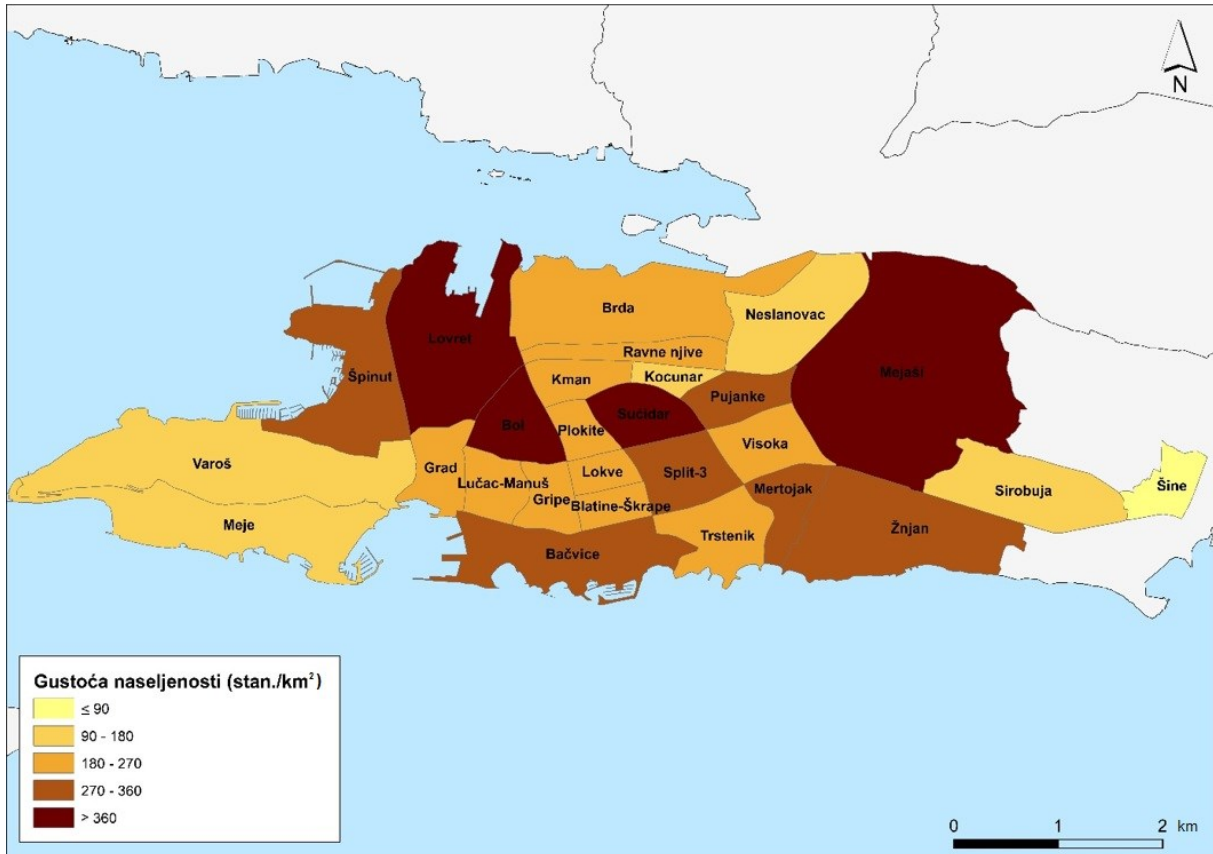 N
Brda
Neslanovac
Lovret
Ravne njive
Mejaši
Špinut
Kman
Kocunar
Pujanke
Sućidar
Bol
Plokite
Visoka
Varoš
Grad
Lokve
Split-3
Lučac-Manuš
Gripe
Mertojak
Sirobuja
Šine
Blatine-Škrape
Meje
Žnjan
Trstenik
Bačvice
Gustoća naseljenosti (stan./km²)
≤ 90
90 - 180
180 - 270
270 - 360
> 360
0 1 2 km